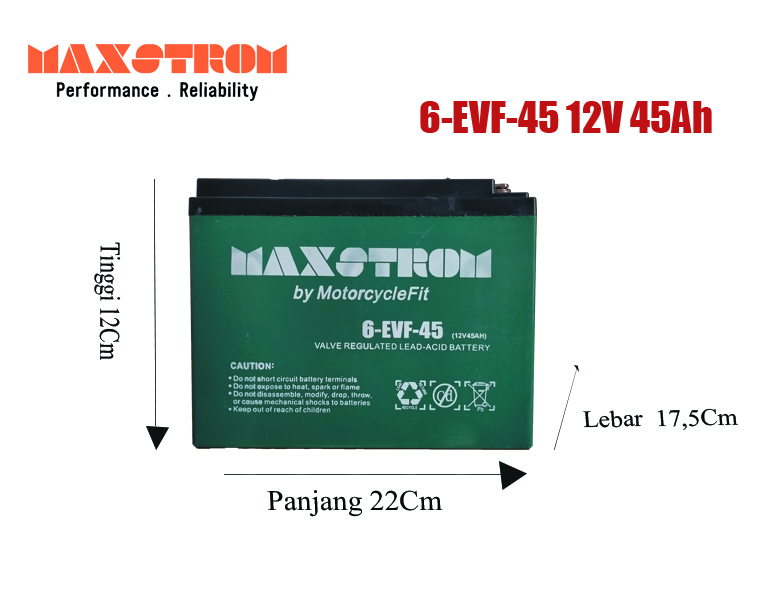 MAXSTROM
Performance . Reliability
6-EVF-45 12V 45Ah
Tinggi 12Cm
MAXSTROM
by MotorcycleFit
6-EVF-45 (12V45AH)
VALVE REGULATED LEAD-ACID BATTERY
CAUTION:
• Do not short circuit battery terminals
• Do not expose to heat, spark or flame
• Do not disassemble, modify, drop, throw,
or cause mechanical shocks to batteries
• Keep out of reach of children
RECYCLE
Pb
Lebar 17,5Cm
Panjang 22Cm